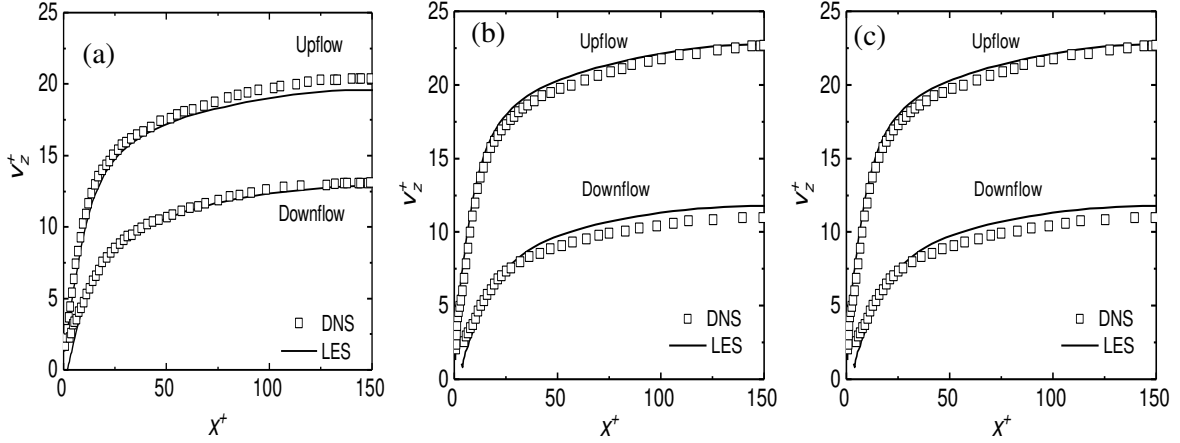 (a)
Upflow
Downflow
DNS
LES
25
20
15
10
5
0
0 50 100 150
v_z^+
x^+
(b)
Upflow
Downflow
DNS
LES
25
20
15
10
5
0
0 50 100 150
v_z^+
x^+
(c)
Upflow
Downflow
DNS
LES
25
20
15
10
5
0
0 50 100 150
v_z^+
x^+